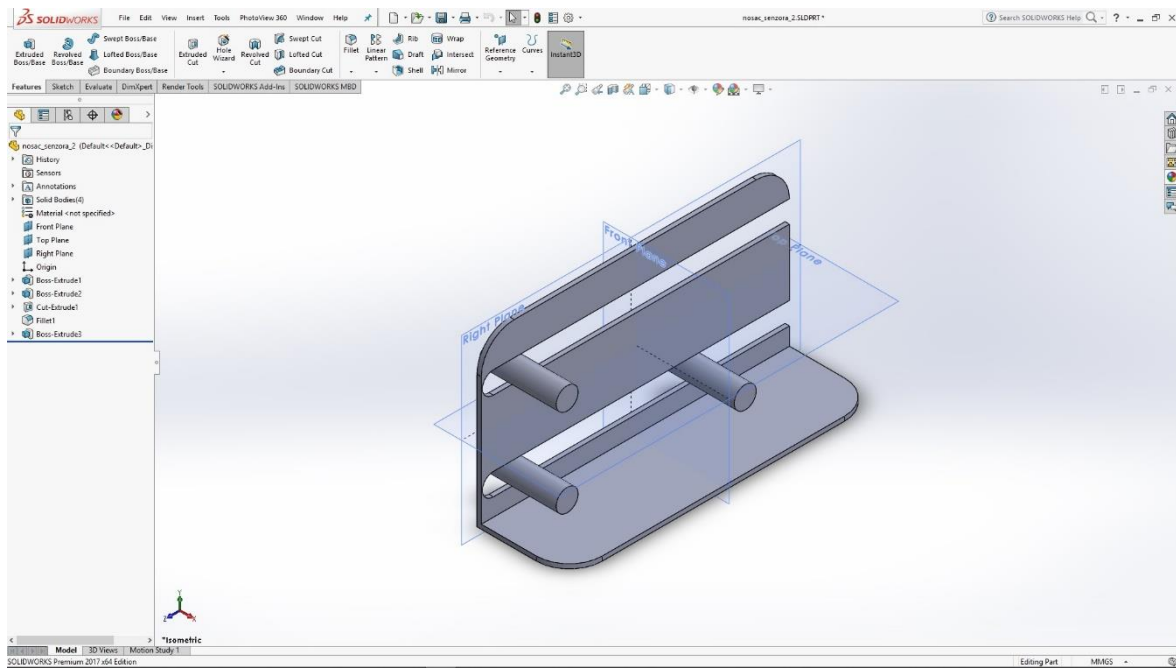 SOLIDWORKS File Edit View Insert Tools PhotoView 360 Window Help nosac_senzora_2.SLDPRT * Search SOLIDWORKS Help
Extruded Boss/Base
Revolved Boss/Base
Swept Boss/Base
Lofted Boss/Base
Boundary Boss/Base
Extruded Cut
Hole Wizard
Revolved Cut
Swept Cut
Lofted Cut
Boundary Cut
Fillet
Linear Pattern
Rib
Draft
Shell
Wrap
Intersect
Mirror
Reference Geometry
Curves
Instant3D
Features Sketch Evaluate DimXpert Render Tools SOLIDWORKS Add-Ins SOLIDWORKS MBD
nosac_senzora_2 (Default<<Default>_Di
History
Sensors
Annotations
Solid Bodies(4)
Material <not specified>
Front Plane
Top Plane
Right Plane
Origin
Boss-Extrude1
Boss-Extrude2
Cut-Extrude1
Fillet1
Boss-Extrude3
Front Plane
Plane
Right Plane
Y
Z
X
*Isometric
Model 3D Views Motion Study 1
SOLIDWORKS Premium 2017 x64 Edition Editing Part MMGS